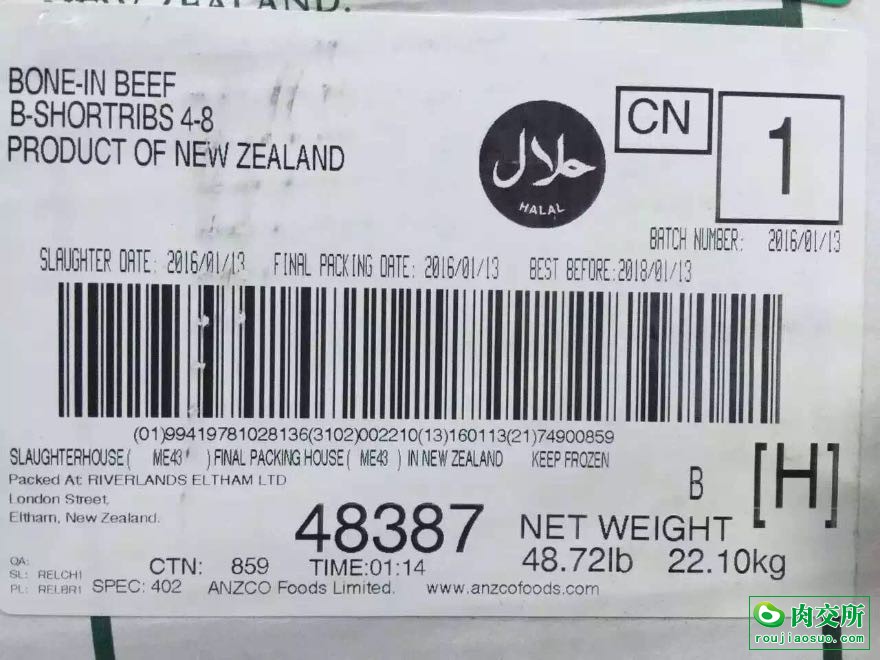 NEW ZEALAND.
BONE-IN BEEF
B-SHORTRIBS 4-8
PRODUCT OF NEW ZEALAND
حلال
HALAL
CN
1
BATCH NUMBER: 2016/01/13
SLAUGHTER DATE: 2016/01/13 FINAL PACKING DATE: 2016/01/13 BEST BEFORE:2018/01/13
(01)99419781028136(3102)002210(13)160113(21)74900859
SLAUGHTERHOUSE( ME43 )FINAL PACKING HOUSE( ME43 ) IN NEW ZEALAND KEEP FROZEN
Packed At: RIVERLANDS ELTHAM LTD
London Street,
Eltham, New Zealand.
B
[H]
48387
NET WEIGHT
48.72lb 22.10kg
QA:
SL: RELCH1
PL: RELBR1
CTN: 859 TIME:01:14
SPEC: 402 ANZCO Foods Limited. www.anzcofoods.com
肉交所
roujiaosuo.com